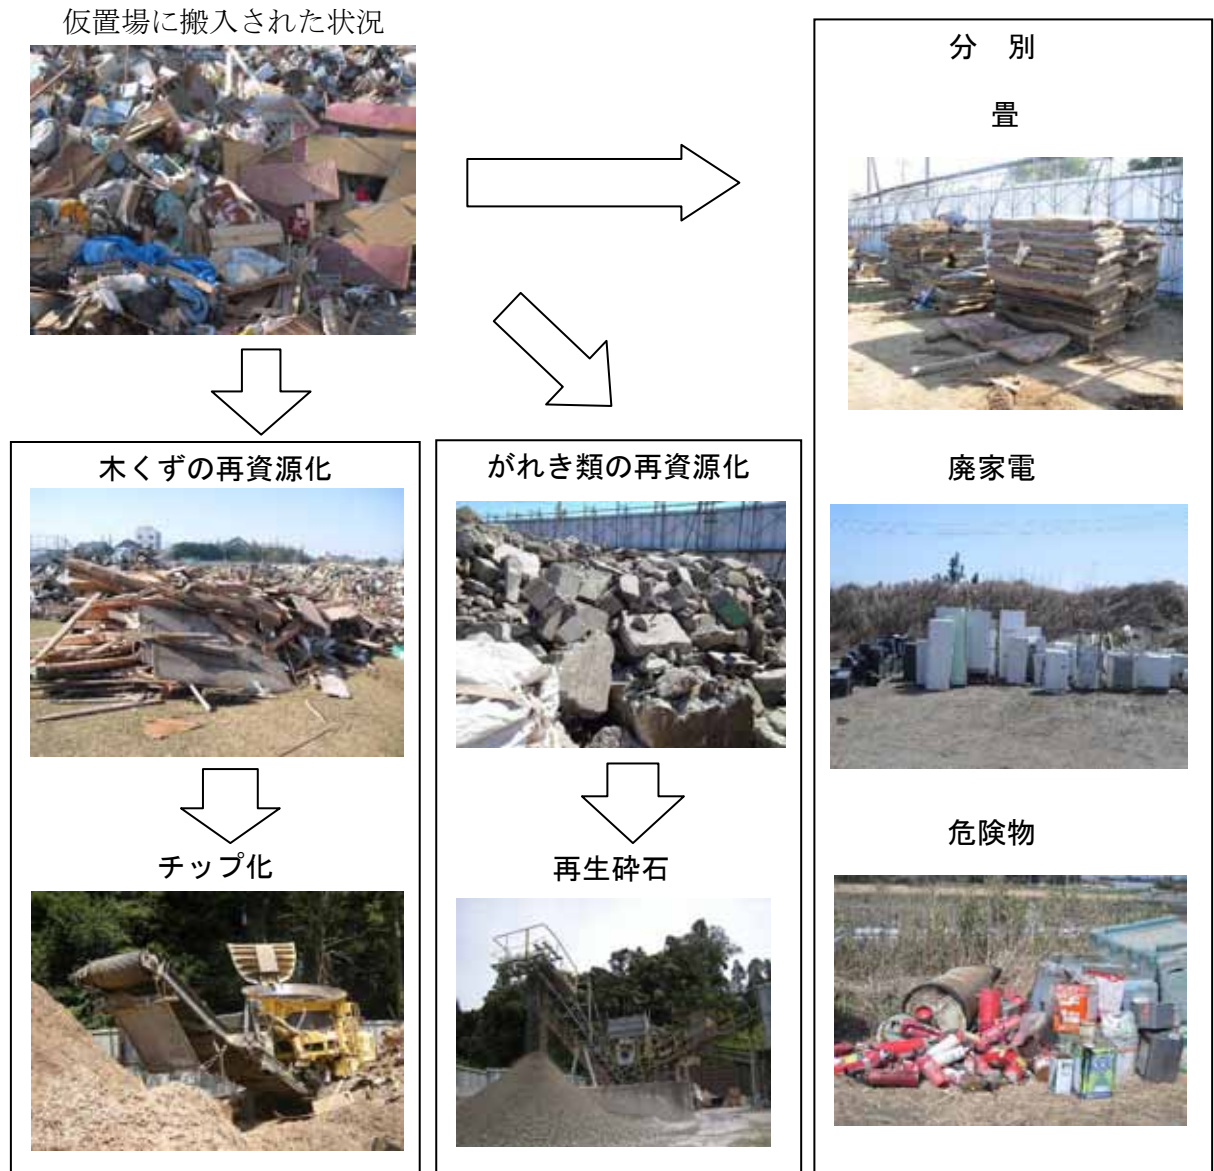 仮置場に搬入された状況
分　別
畳
木くずの再資源化
がれき類の再資源化
廃家電
チップ化
再生砕石
危険物